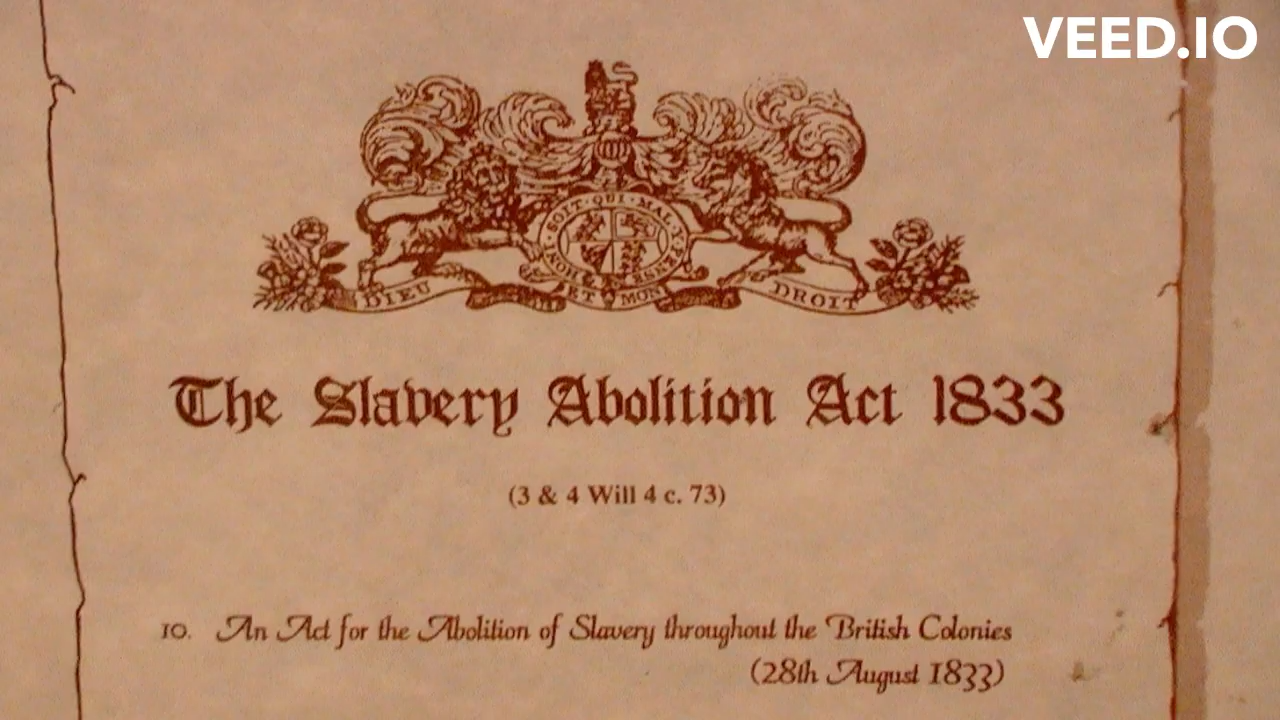 VEED.IO
SOIT · QUI · MAL · Y
HONI
PENSE
DIEU
ET MON
DROIT
The Slavery Abolition Act 1833
(3 & 4 Will 4 c. 73)
10. An Act for the Abolition of Slavery throughout the British Colonies
(28th August 1833)